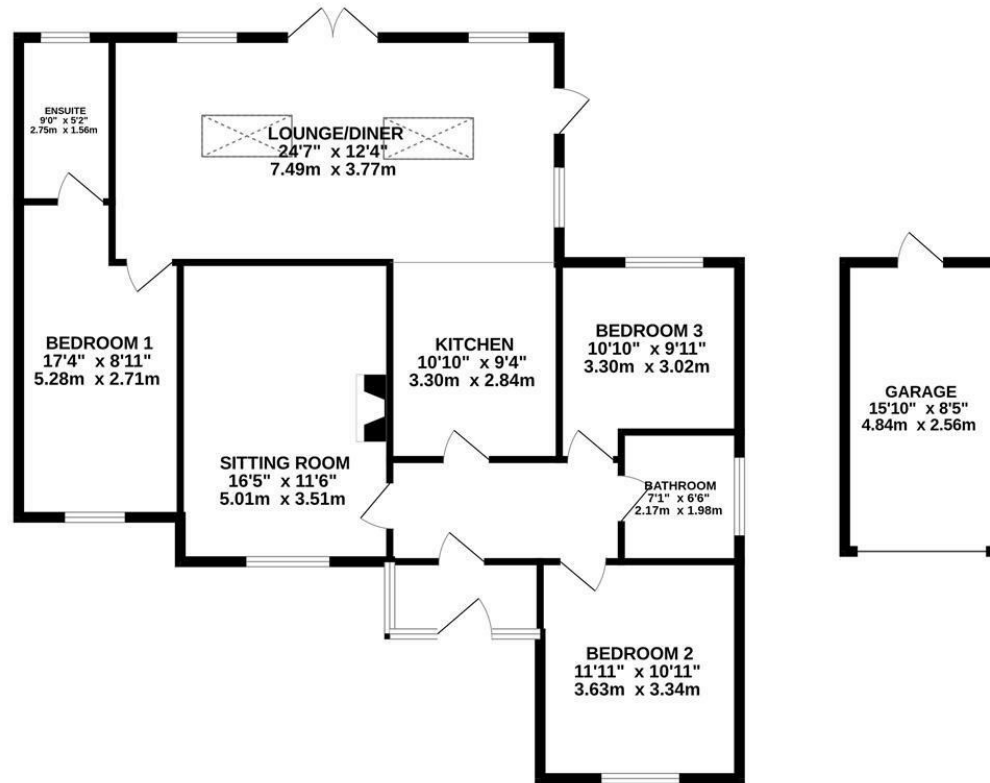 ENSUITE
9'0" x 5'2"
2.75m x 1.56m
LOUNGE/DINER
24'7" x 12'4"
7.49m x 3.77m
BEDROOM 1
17'4" x 8'11"
5.28m x 2.71m
KITCHEN
10'10" x 9'4"
3.30m x 2.84m
BEDROOM 3
10'10" x 9'11"
3.30m x 3.02m
GARAGE
15'10" x 8'5"
4.84m x 2.56m
SITTING ROOM
16'5" x 11'6"
5.01m x 3.51m
BATHROOM
7'1" x 6'6"
2.17m x 1.98m
BEDROOM 2
11'11" x 10'11"
3.63m x 3.34m